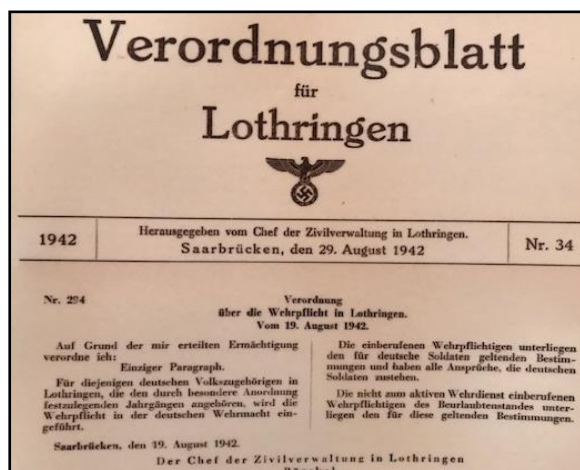 Verordnungsblatt
für
Lothringen
1942
Herausgegeben vom Chef der Zivilverwaltung in Lothringen.
Saarbrücken, den 29. August 1942
Nr. 34
Nr. 294
Verordnung
über die Wehrpflicht in Lothringen.
Vom 19. August 1942.
Auf Grund der mir erteilten Ermächtigung
verordne ich:
Einziger Paragraph.
Für diejenigen deutschen Volkszugehörigen in
Lothringen, die den durch besondere Anordnung
festzulegenden Jahrgängen angehören, wird die
Wehrpflicht in der deutschen Wehrmacht ein-
geführt.
Die einberufenen Wehrpflichtigen unterliegen
den für deutsche Soldaten geltenden Bestim-
mungen und haben alle Ansprüche, die deutschen
Soldaten zustehen.
Die nicht zum aktiven Wehrdienst einberufenen
Wehrpflichtigen des Beurlaubtenstandes unter-
liegen den für diese geltenden Bestimmungen.
Saarbrücken, den 19. August 1942.
Der Chef der Zivilverwaltung in Lothringen